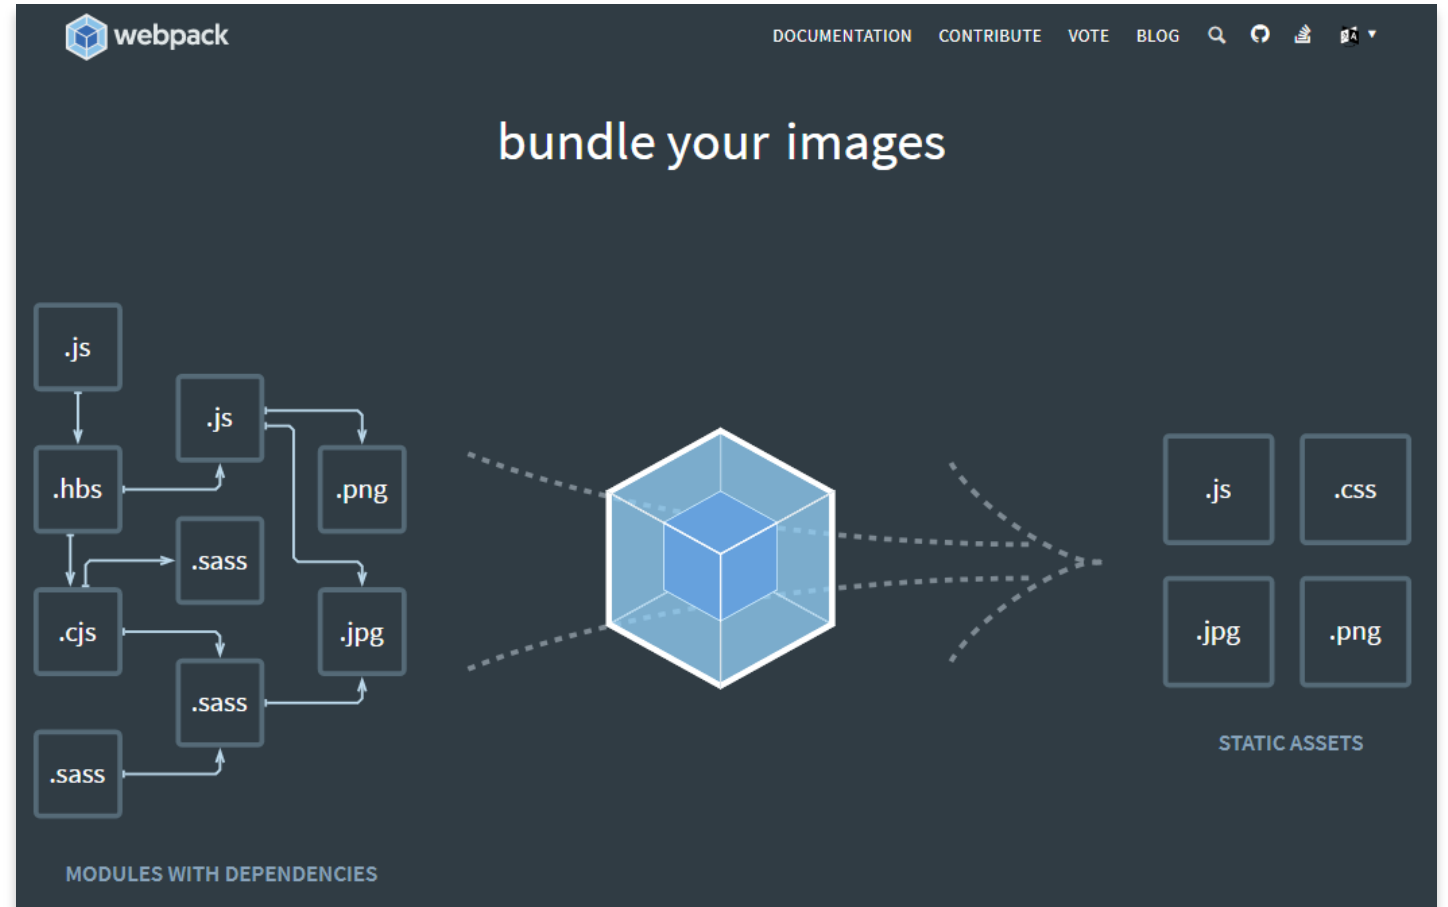 webpack
DOCUMENTATION CONTRIBUTE VOTE BLOG
bundle your images
.js
.js
.hbs
.png
.sass
.cjs
.jpg
.sass
.sass
MODULES WITH DEPENDENCIES
.js .css
.jpg .png
STATIC ASSETS